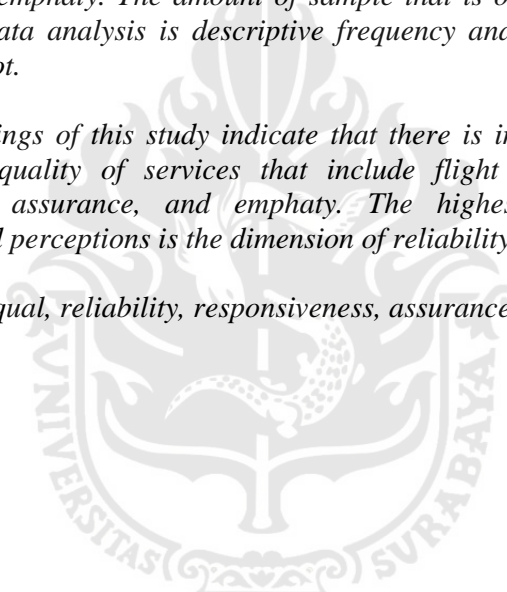 emphaty. The amount of sample that is o
ata analysis is descriptive frequency and
ot.
ings of this study indicate that there is i
quality of services that include flight
assurance, and emphaty. The highes
l perceptions is the dimension of reliability
qual, reliability, responsiveness, assurance
UNIVERSITAS SURABAYA